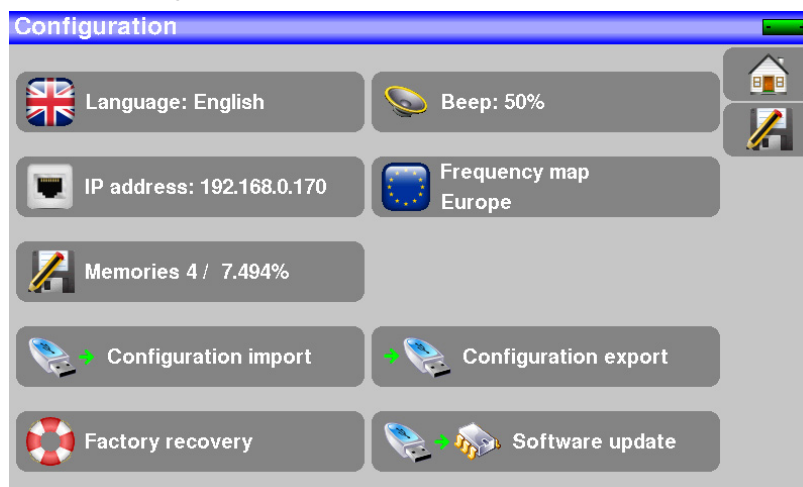 Configuration
Language: English
Beep: 50%
IP address: 192.168.0.170
Frequency map
Europe
Memories 4 / 7.494%
Configuration import
Configuration export
Factory recovery
Software update